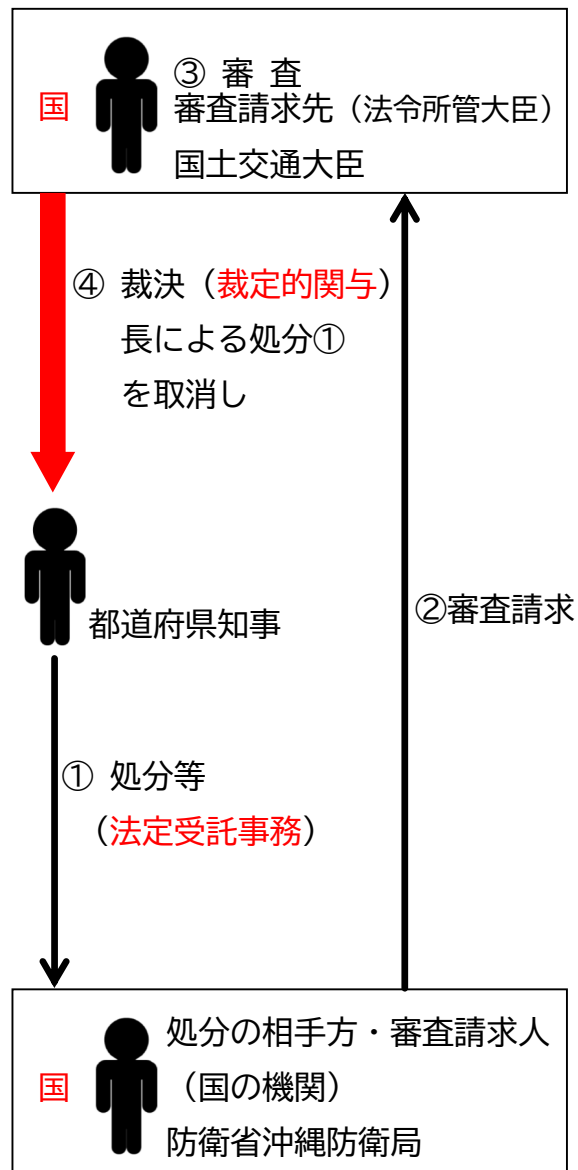 国
③ 審 査
審査請求先（法令所管大臣）
国土交通大臣
④ 裁決（裁定的関与）
長による処分①
を取消し
都道府県知事
②審査請求
① 処分等
（法定受託事務）
国
処分の相手方・審査請求人
（国の機関）
防衛省沖縄防衛局